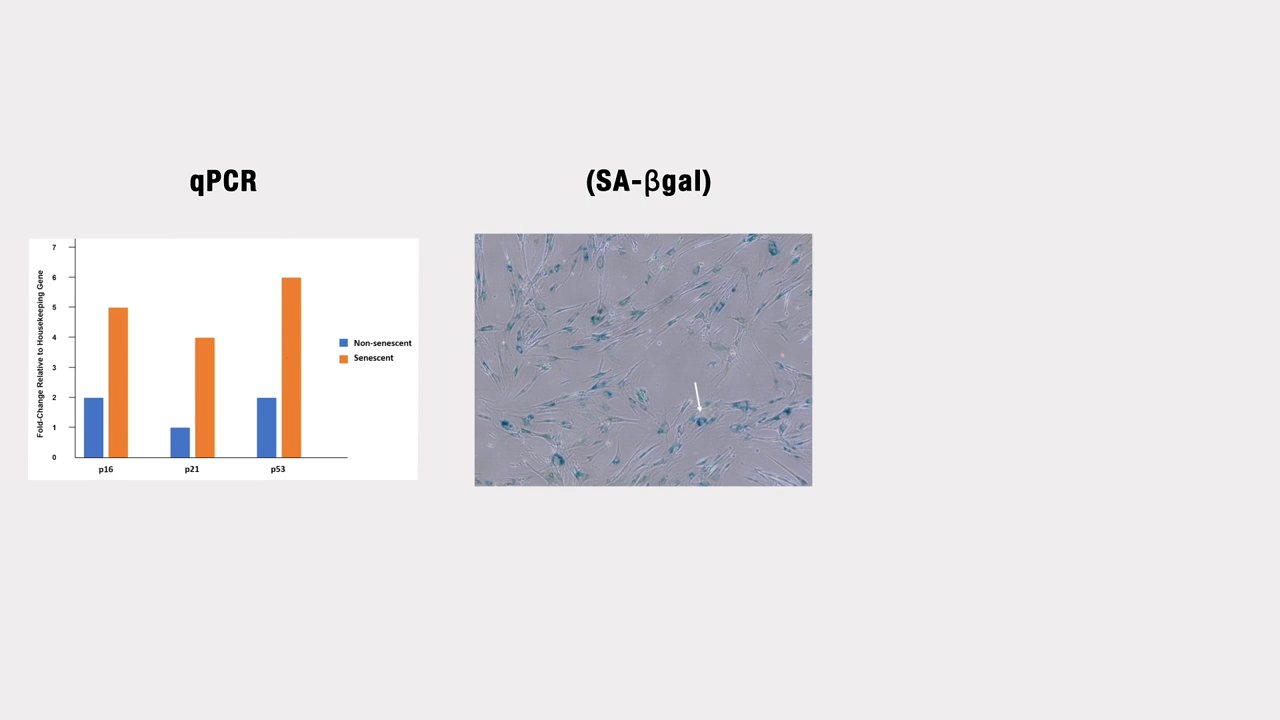 qPCR
(SA-βgal)
Fold-Change Relative to Housekeeping Gene
7
6
5
4
3
2
1
0
p16
p21
p53
Non-senescent
Senescent